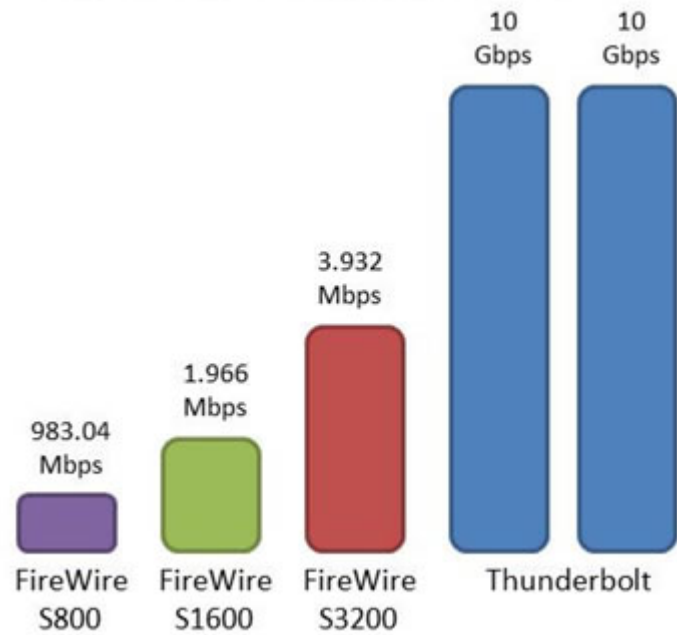 983.04
Mbps
FireWire
S800
1.966
Mbps
FireWire
S1600
3.932
Mbps
FireWire
S3200
10
Gbps
10
Gbps
Thunderbolt